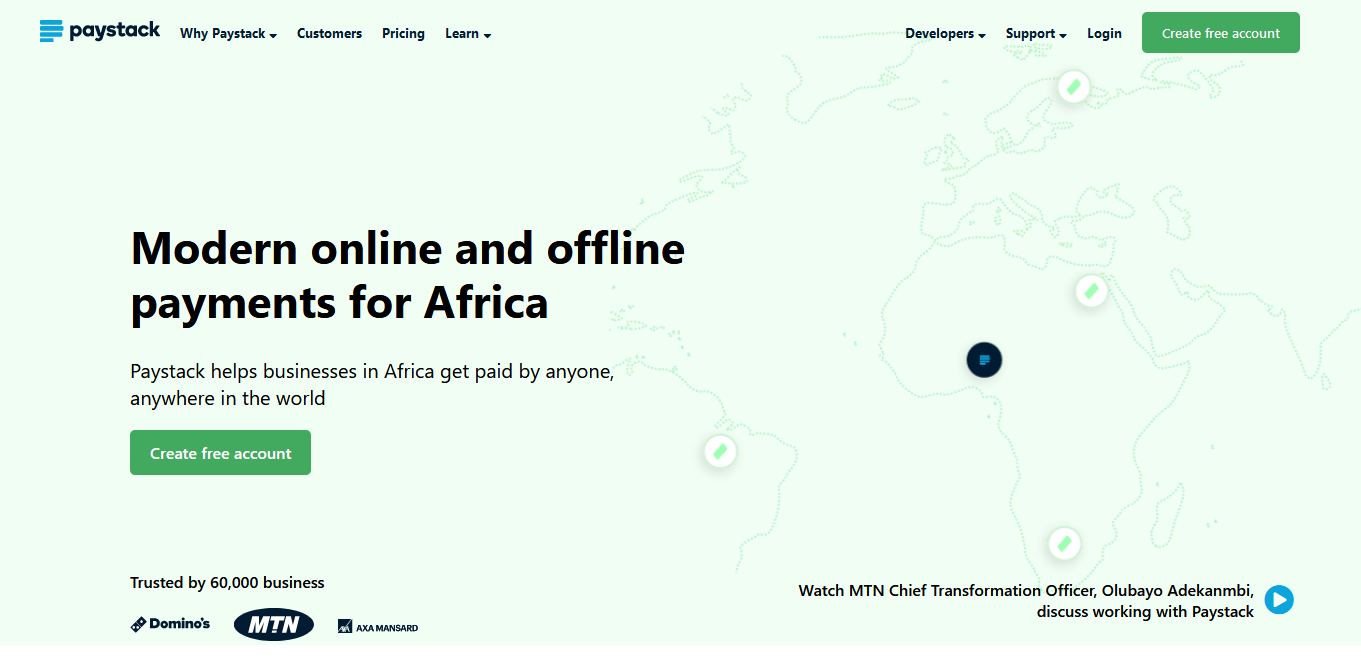 paystack Why Paystack Customers Pricing Learn Developers Support Login Create free account
Modern online and offline
payments for Africa
Paystack helps businesses in Africa get paid by anyone,
anywhere in the world
Create free account
Trusted by 60,000 business
Domino's MTN AXA MANSARD
Watch MTN Chief Transformation Officer, Olubayo Adekanmbi,
discuss working with Paystack